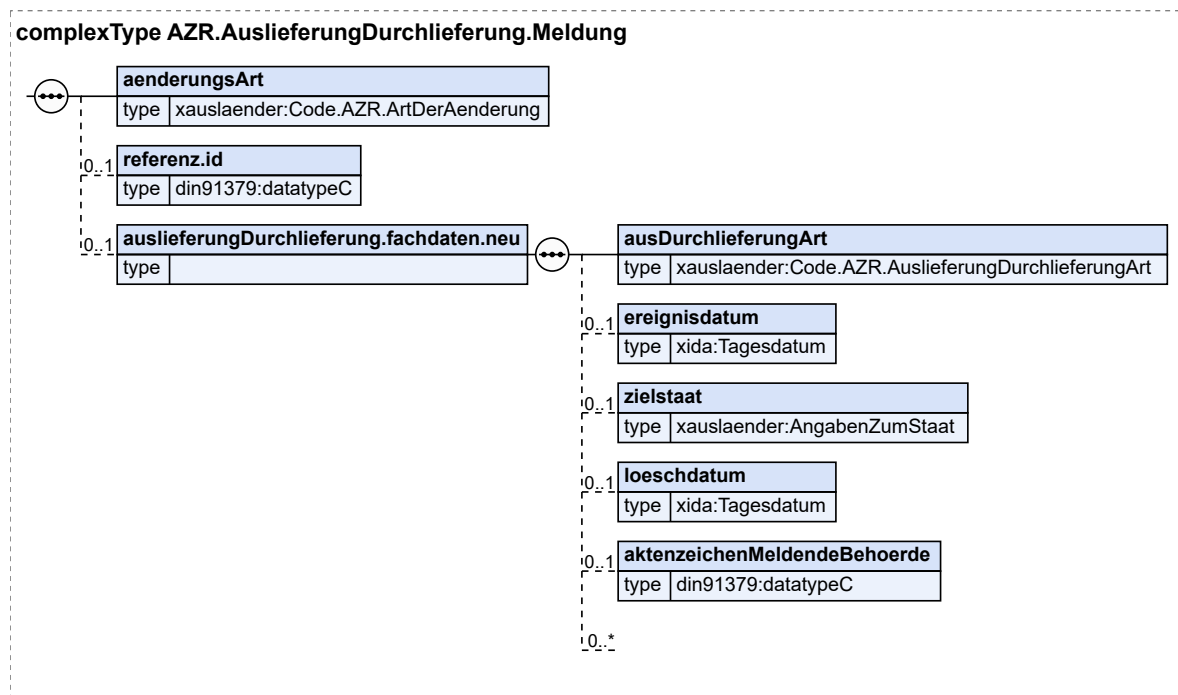 complexType AZR.AuslieferungDurchlieferung.Meldung
aenderungsArt
type xauslaender:Code.AZR.ArtDerAenderung
0..1 referenz.id
type din91379:datatypeC
0..1 auslieferungDurchlieferung.fachdaten.neu
type
ausDurchlieferungArt
type xauslaender:Code.AZR.AuslieferungDurchlieferungArt
0..1 ereignisdatum
type xida:Tagesdatum
0..1 zielstaat
type xauslaender:AngabenZumStaat
0..1 loeschdatum
type xida:Tagesdatum
0..1 aktenzeichenMeldendeBehoerde
type din91379:datatypeC
0..*